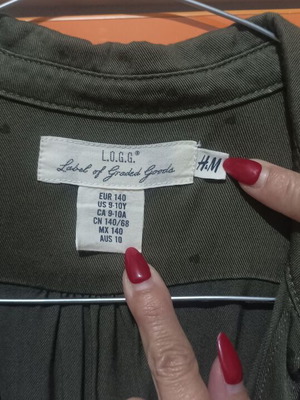 L.O.G.G.®
Label of Graded Goods
H&M
EUR 140
US 9-10Y
CA 9-10A
CN 140/68
MX 140
AUS 10